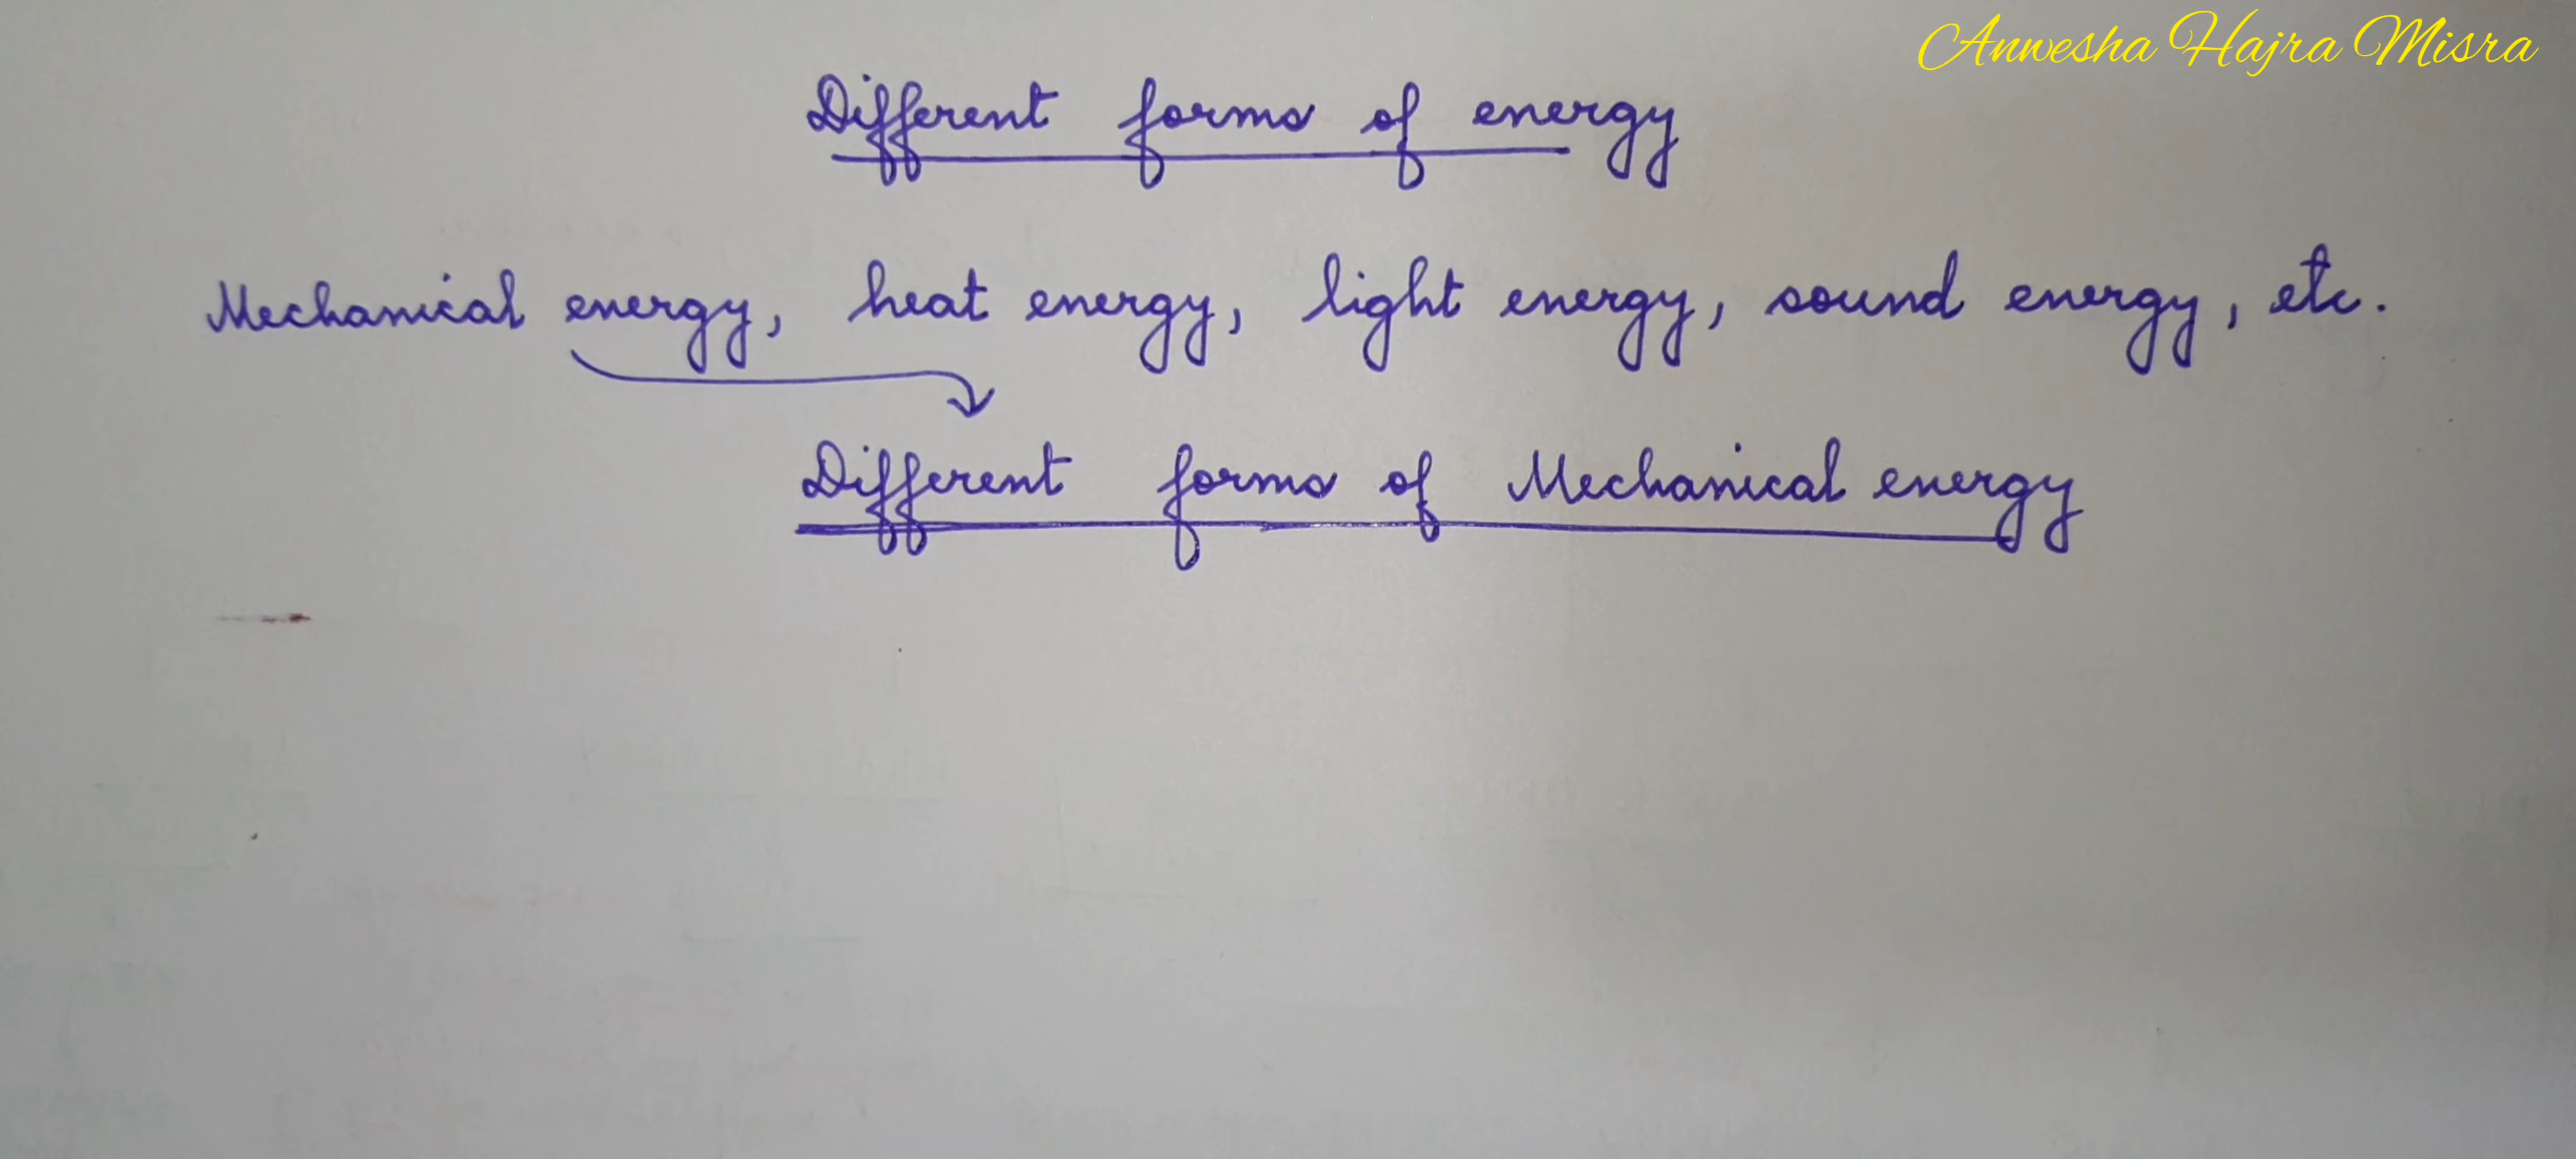 Anwesha Hajra Misra
Different forms of energy
Mechanical energy, heat energy, light energy, sound energy, etc.
Different forms of Mechanical energy